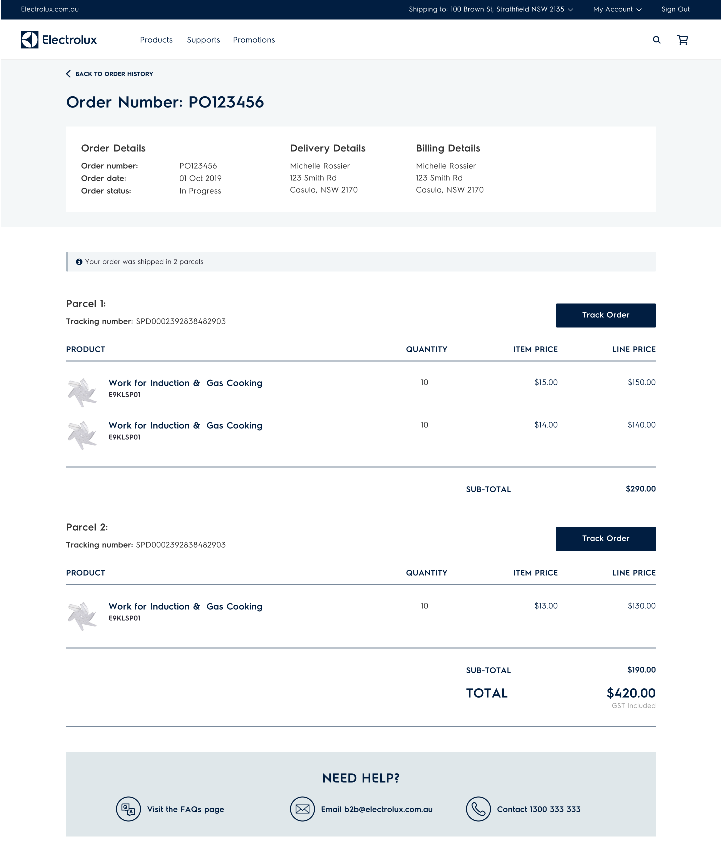 Electrolux.com.au
Shipping to: 100 Brown St, Strathfield NSW 2135
My Account
Sign Out
Electrolux
Products
Supports
Promotions
BACK TO ORDER HISTORY
Order Number: PO123456
Order Details
Delivery Details
Billing Details
Order number: PO123456
Michelle Rossier
Michelle Rossier
Order date: 01 Oct 2019
123 Smith Rd
123 Smith Rd
Order status: In Progress
Casula, NSW 2170
Casula, NSW 2170
Your order was shipped in 2 parcels
Parcel 1:
Tracking number: SPD0002392838482903
Track Order
PRODUCT QUANTITY ITEM PRICE LINE PRICE
Work for Induction & Gas Cooking 10 $15.00 $150.00
E9KLSP01
Work for Induction & Gas Cooking 10 $14.00 $140.00
E9KLSP01
SUB-TOTAL $290.00
Parcel 2:
Tracking number: SPD0002392838482903
Track Order
PRODUCT QUANTITY ITEM PRICE LINE PRICE
Work for Induction & Gas Cooking 10 $13.00 $130.00
E9KLSP01
SUB-TOTAL $190.00
TOTAL $420.00
GST included
NEED HELP?
Visit the FAQs page
Email b2b@electrolux.com.au
Contact 1300 333 333